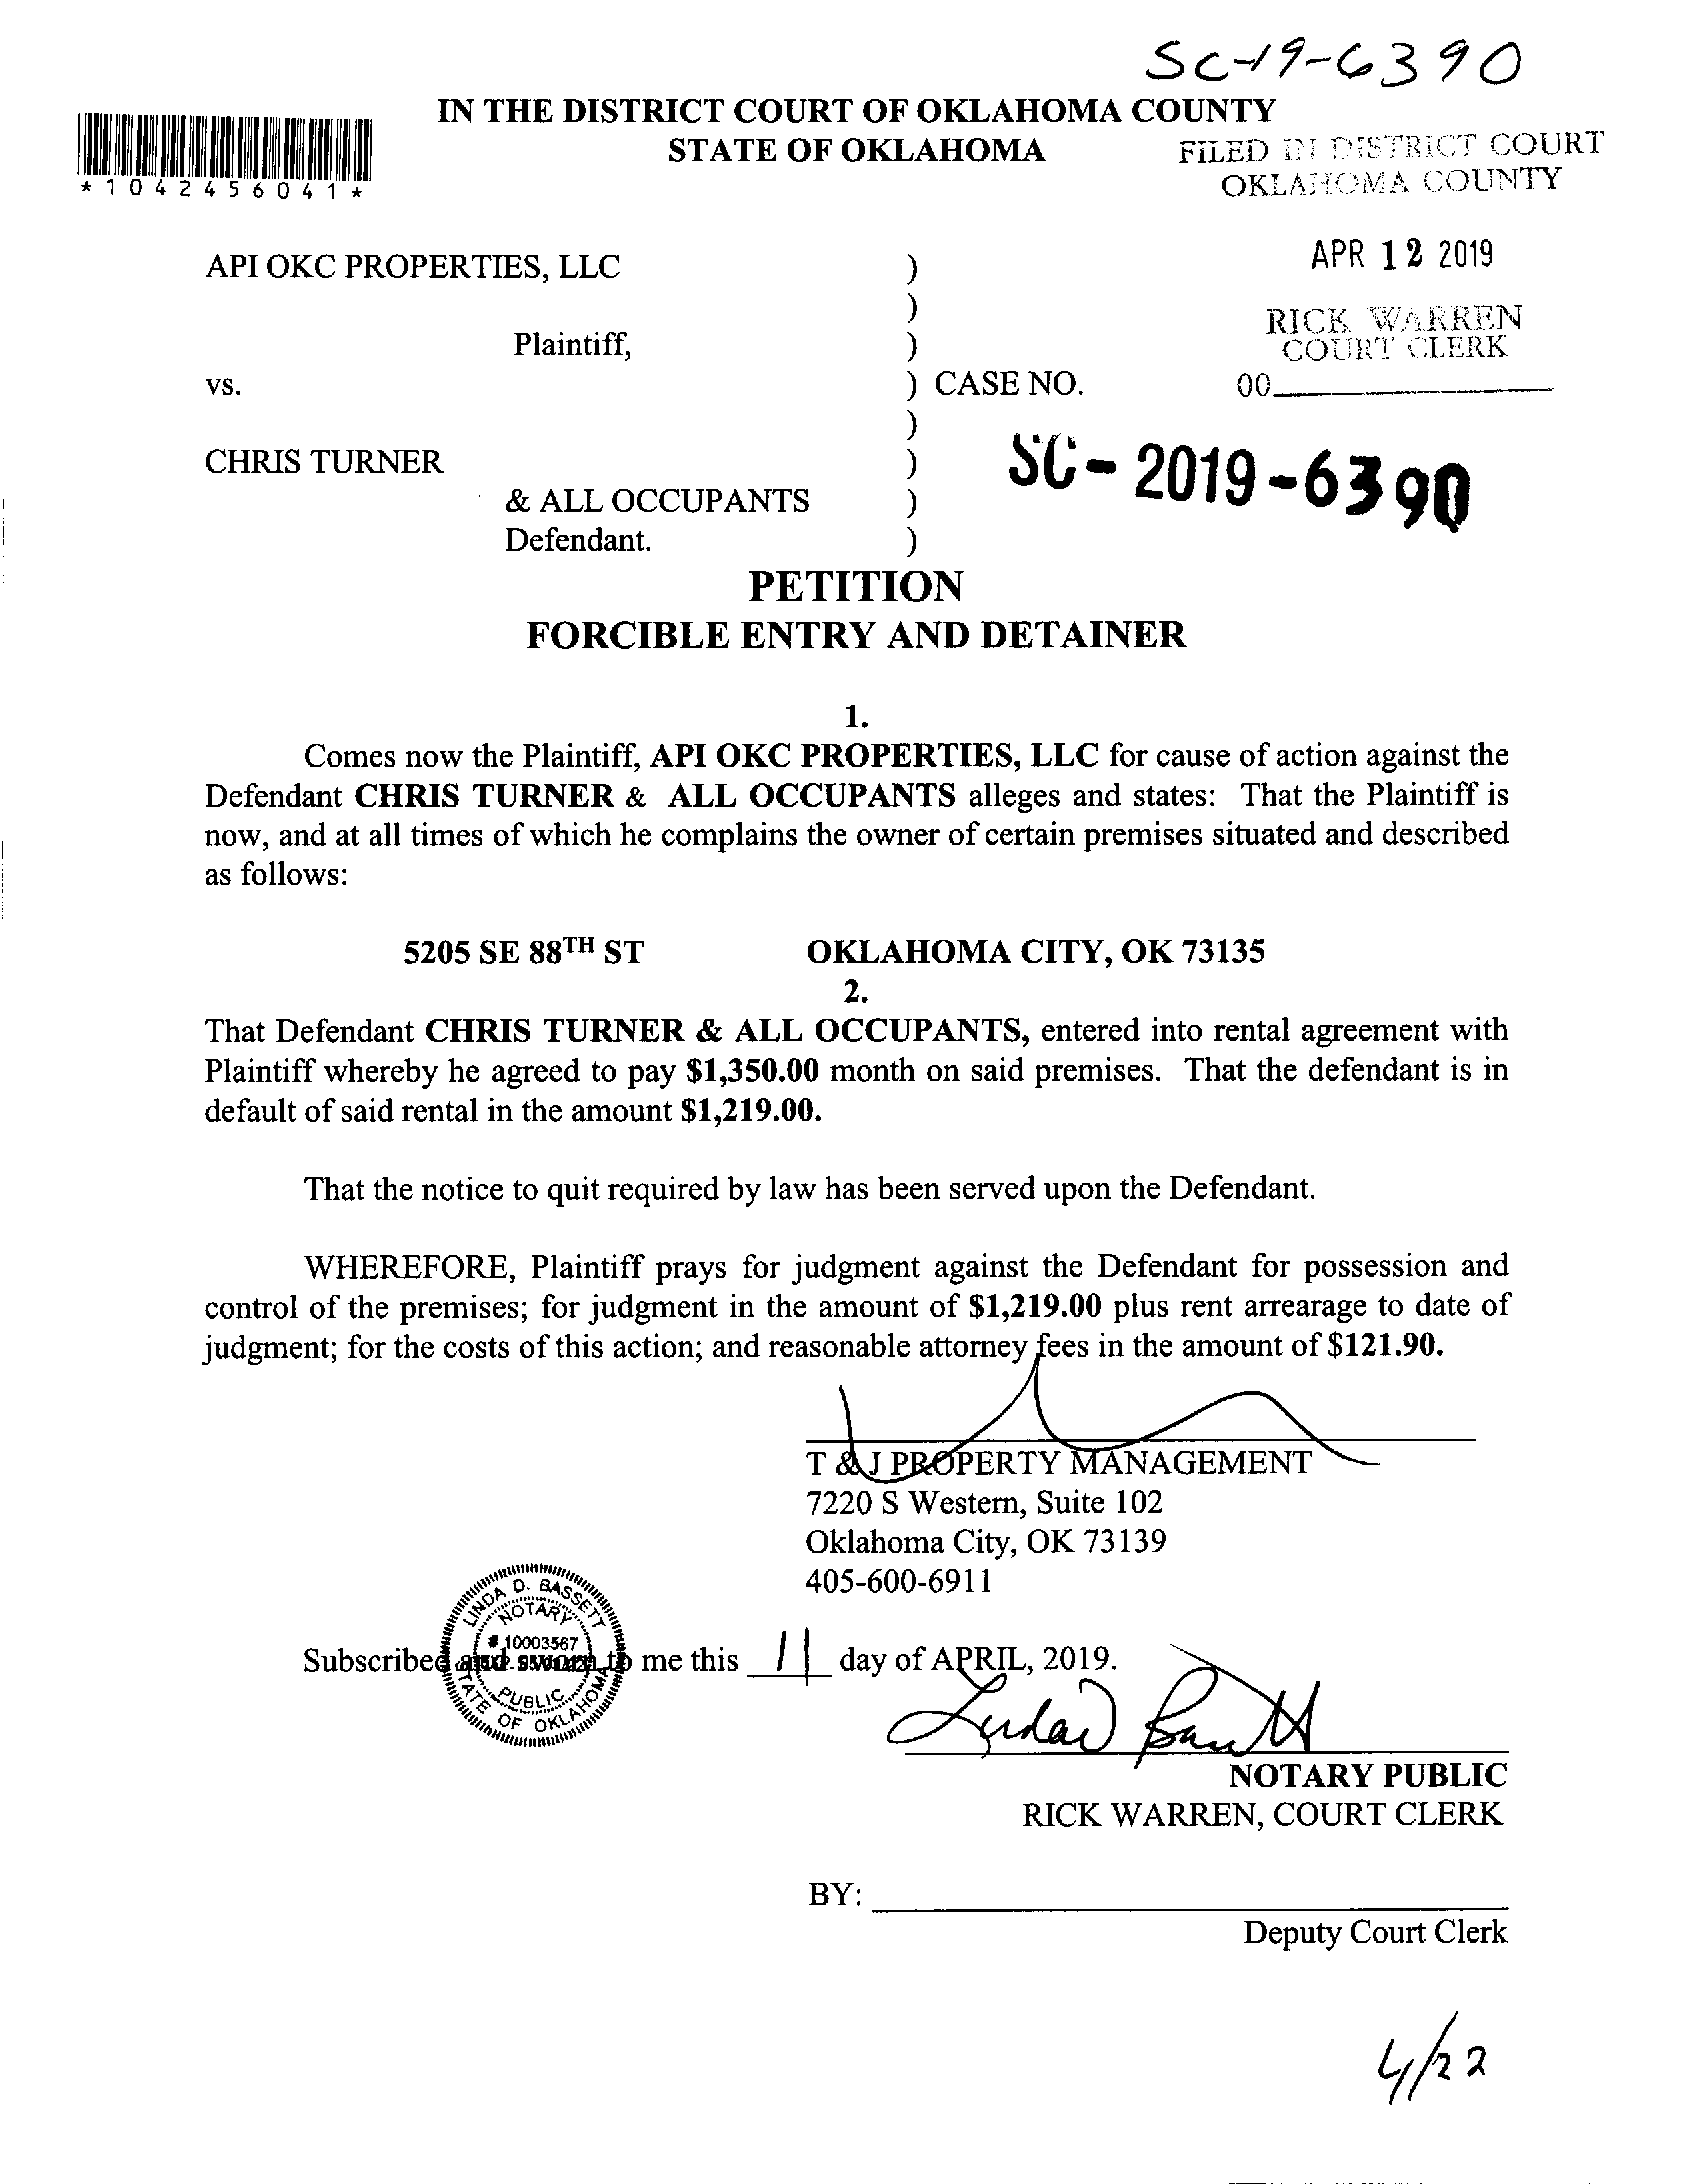 SC-19-6390
IN THE DISTRICT COURT OF OKLAHOMA COUNTY
STATE OF OKLAHOMA
*1042456041*
FILED IN DISTRICT COURT
OKLAHOMA COUNTY
APR 12 2019
RICK WARREN
COURT CLERK
00
API OKC PROPERTIES, LLC )
)
Plaintiff, )
vs. ) CASE NO.
)
SC-2019-6390
CHRIS TURNER )
& ALL OCCUPANTS )
Defendant. )
PETITION
FORCIBLE ENTRY AND DETAINER
1.
Comes now the Plaintiff, API OKC PROPERTIES, LLC for cause of action against the
Defendant CHRIS TURNER & ALL OCCUPANTS alleges and states: That the Plaintiff is
now, and at all times of which he complains the owner of certain premises situated and described
as follows:
5205 SE 88TH ST OKLAHOMA CITY, OK 73135
2.
That Defendant CHRIS TURNER & ALL OCCUPANTS, entered into rental agreement with
Plaintiff whereby he agreed to pay $1,350.00 month on said premises. That the defendant is in
default of said rental in the amount $1,219.00.
That the notice to quit required by law has been served upon the Defendant.
WHEREFORE, Plaintiff prays for judgment against the Defendant for possession and
control of the premises; for judgment in the amount of $1,219.00 plus rent arrearage to date of
judgment; for the costs of this action; and reasonable attorney fees in the amount of $121.90.
T & J PROPERTY MANAGEMENT
7220 S Western, Suite 102
Oklahoma City, OK 73139
405-600-6911
LINDA D. BASSETT
NOTARY
# 10003567
PUBLIC
STATE OF OKLAHOMA
Subscribed and sworn to me this 11 day of APRIL, 2019.
Linda D Bassett
NOTARY PUBLIC
RICK WARREN, COURT CLERK
BY:
Deputy Court Clerk
4/22